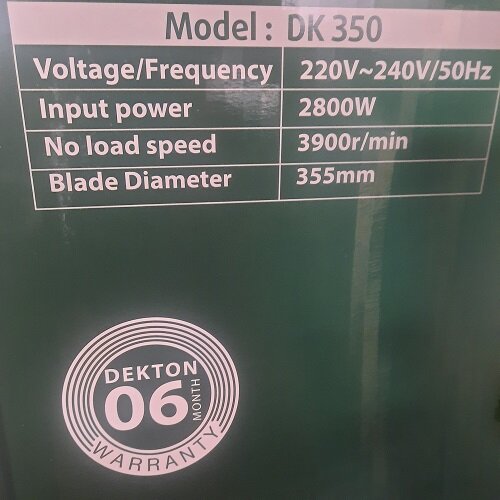 Model : DK 350
Voltage/Frequency 220V~240V/50Hz
Input power 2800W
No load speed 3900r/min
Blade Diameter 355mm
DEKTON
06 MONTH
WARRANTY